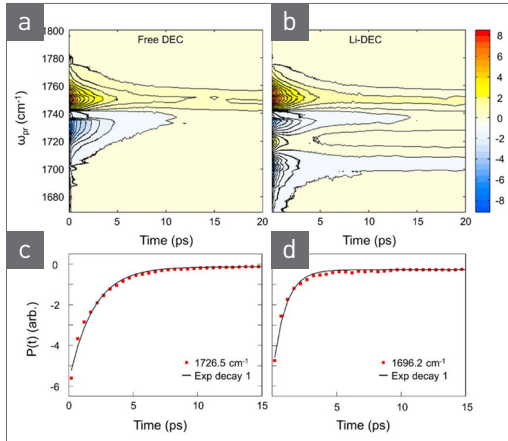 a
b
Free DEC
Li-DEC
1800
1780
1760
1740
1720
1700
1680
ωpr (cm-1)
0 5 10 15 20
0 5 10 15 20
Time (ps)
Time (ps)
8
6
4
2
0
-2
-4
-6
-8
c
d
0
-2
-4
-6
P(t) (arb.)
1726.5 cm-1
Exp decay 1
1696.2 cm-1
Exp decay 1
0 5 10 15
0 5 10 15
Time (ps)
Time (ps)